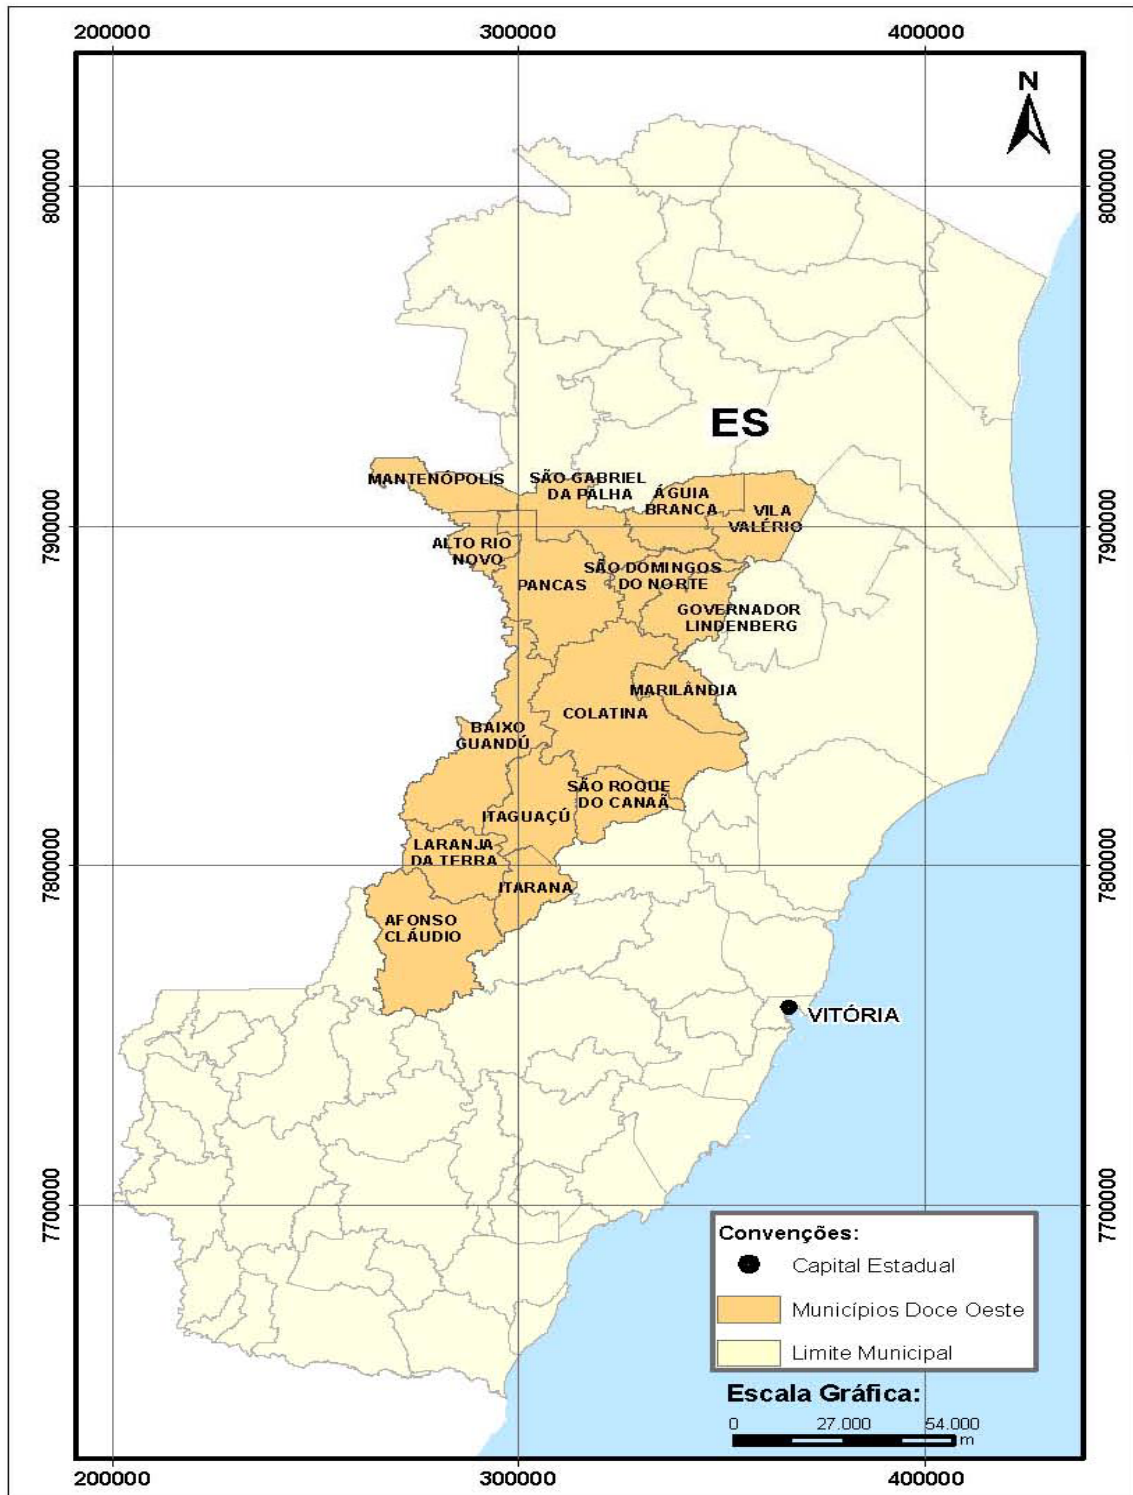 200000 300000 400000
N
8000000 8000000
ES
MANTENÓPOLIS
SÃO GABRIEL
DA PALHA
ÁGUIA
BRANCA
VILA
VALÉRIO
7900000 7900000
ALTO RIO
NOVO
PANCAS
SÃO DOMINGOS
DO NORTE
GOVERNADOR
LINDENBERG
MARILÂNDIA
COLATINA
BAIXO
GUANDÚ
SÃO ROQUE
DO CANAÃ
ITAGUAÇÚ
LARANJA
DA TERRA
7800000 7800000
ITARANA
AFONSO
CLÁUDIO
VITÓRIA
7700000 7700000
Convenções:
Capital Estadual
Municípios Doce Oeste
Limite Municipal
Escala Gráfica:
0 27.000 54.000
m
200000 300000 400000